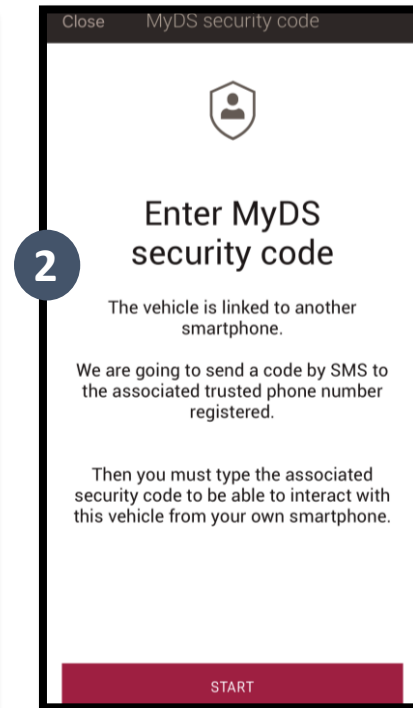 Close MyDS security code
Enter MyDS
security code
2
The vehicle is linked to another
smartphone.
We are going to send a code by SMS to
the associated trusted phone number
registered.
Then you must type the associated
security code to be able to interact with
this vehicle from your own smartphone.
START